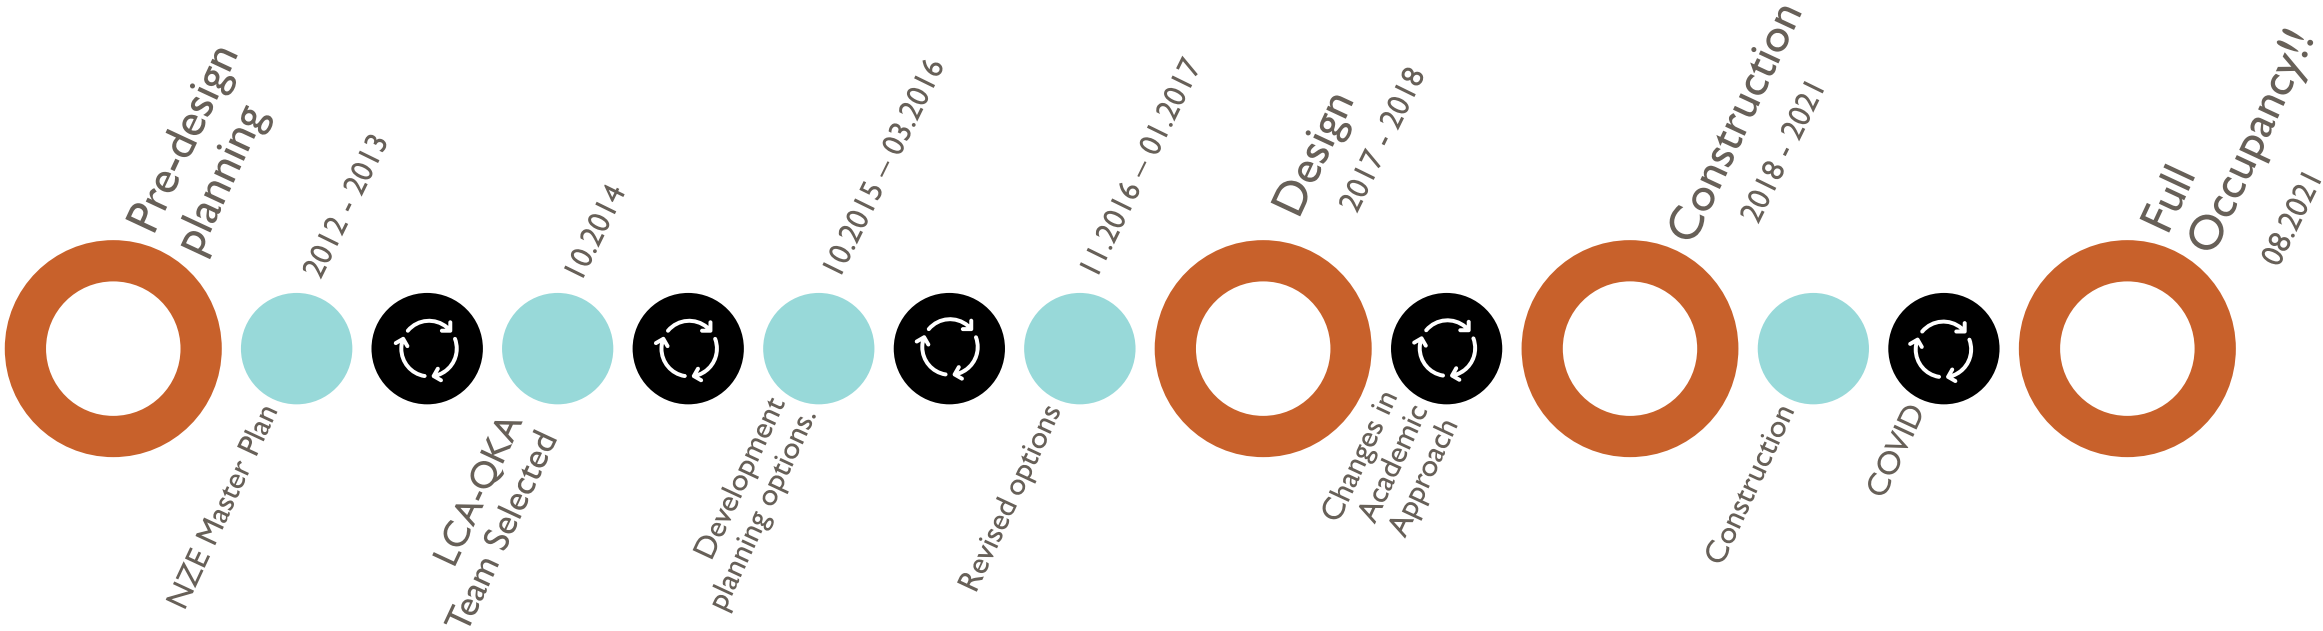 Pre-design
planning
NZE Master Plan
2012 - 2013
LCA-QKA
Team Selected
10.2014
Development
planning options.
10.2015 – 03.2016
Revised options
11.2016 – 01.2017
Design
2017 - 2018
Changes in
Academic
Approach
Construction
2018 - 2021
Construction
COVID
Full
Occupancy!!
08.2021